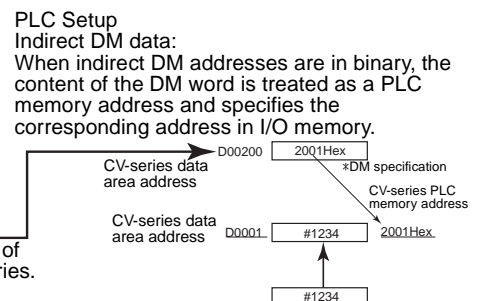 PLC Setup
Indirect DM data:
When indirect DM addresses are in binary, the
content of the DM word is treated as a PLC
memory address and specifies the
corresponding address in I/O memory.
D00200 2001Hex
*DM specification
CV-series data
area address
CV-series PLC
memory address
CV-series data
area address
D0001 #1234 2001Hex
of
ries.
#1234